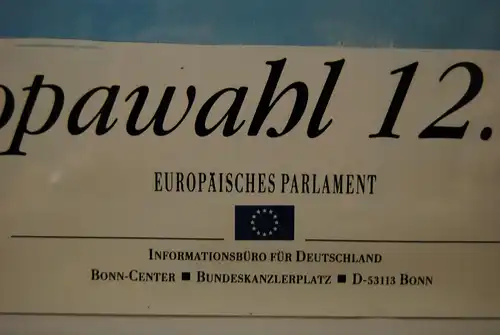 opawahl 12.
EUROPÄISCHES PARLAMENT
INFORMATIONSBÜRO FÜR DEUTSCHLAND
BONN-CENTER ■ BUNDESKANZLERPLATZ ■ D-53113 BONN